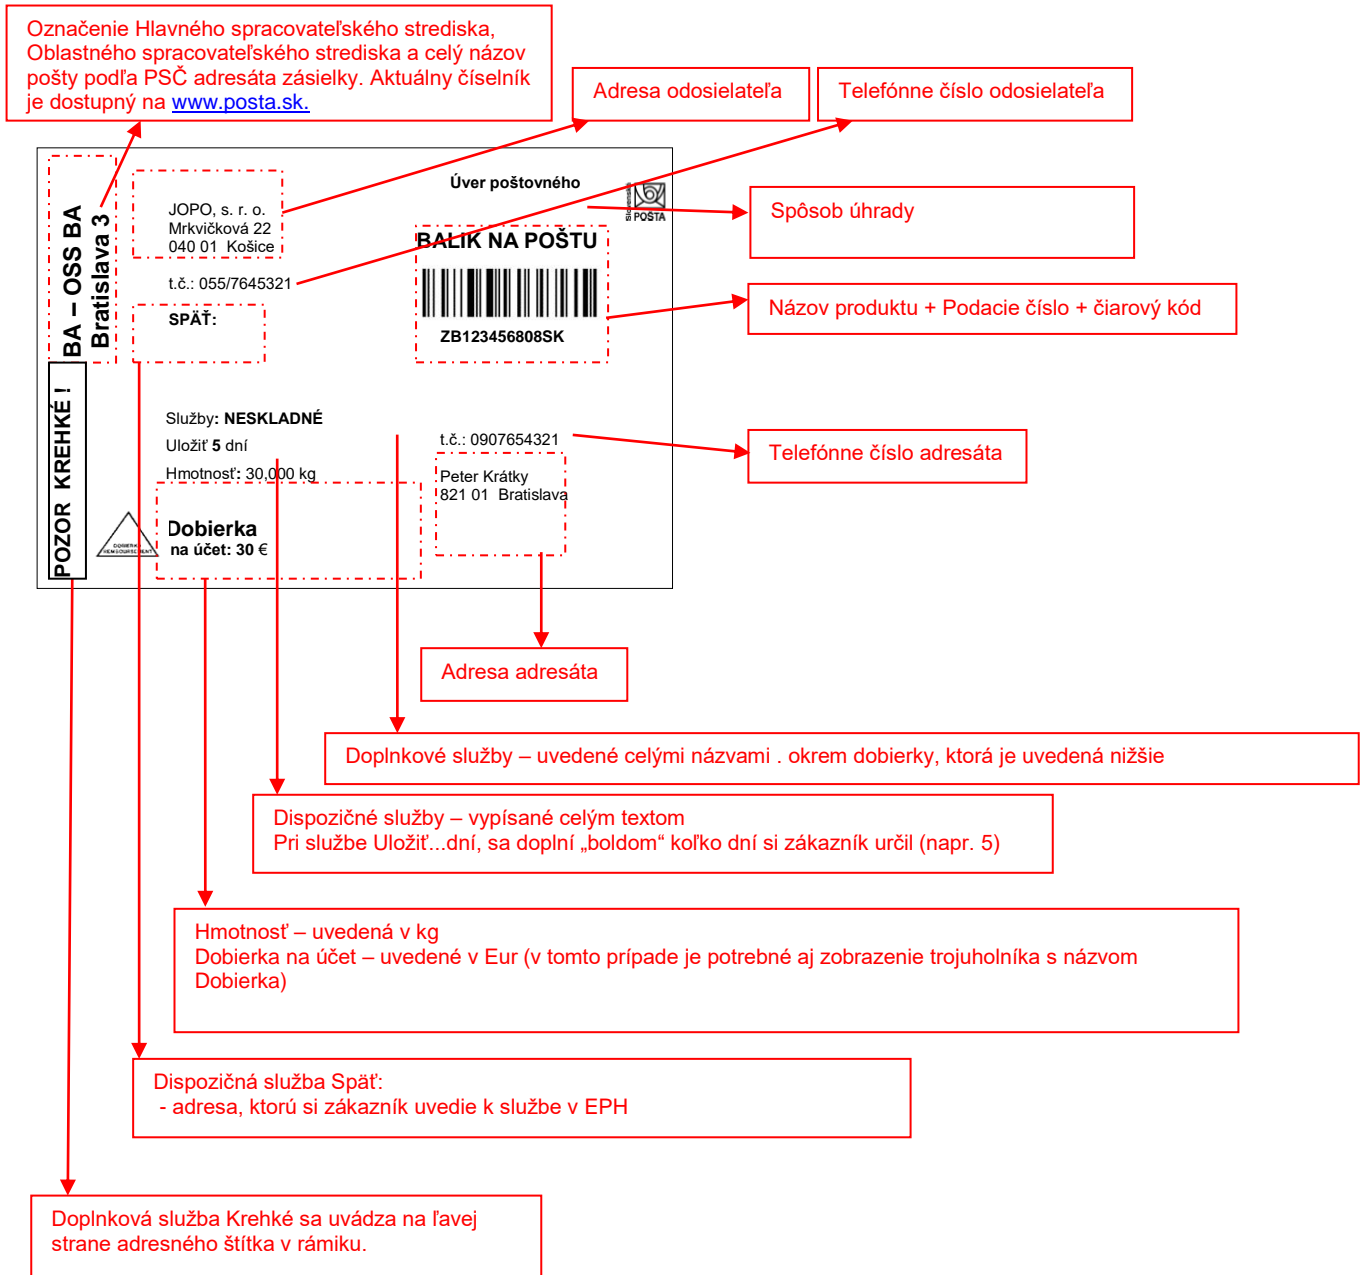 Označenie Hlavného spracovateľského strediska,
Oblastného spracovateľského strediska a celý názov
pošty podľa PSČ adresáta zásielky. Aktuálny číselník
je dostupný na www.posta.sk.
Adresa odosielateľa
Telefónne číslo odosielateľa
BA – OSS BA
Bratislava 3
JOPO, s. r. o.
Mrkvičková 22
040 01 Košice
t.č.: 055/7645321
SPÄŤ:
Úver poštovného
Slovenská
POŠTA
BALIK NA POŠTU
ZB123456808SK
Spôsob úhrady
Názov produktu + Podacie číslo + čiarový kód
POZOR KREHKÉ !
Služby: NESKLADNÉ
Uložiť 5 dní
Hmotnosť: 30,000 kg
t.č.: 0907654321
Peter Krátky
821 01 Bratislava
Telefónne číslo adresáta
DOBIERKA
REMBOURSEMENT
Dobierka
na účet: 30 €
Adresa adresáta
Doplnkové služby – uvedené celými názvami . okrem dobierky, ktorá je uvedená nižšie
Dispozičné služby – vypísané celým textom
Pri službe Uložiť...dní, sa doplní „boldom“ koľko dní si zákazník určil (napr. 5)
Hmotnosť – uvedená v kg
Dobierka na účet – uvedené v Eur (v tomto prípade je potrebné aj zobrazenie trojuholníka s názvom
Dobierka)
Dispozičná služba Späť:
- adresa, ktorú si zákazník uvedie k službe v EPH
Doplnková služba Krehké sa uvádza na ľavej
strane adresného štítka v rámiku.